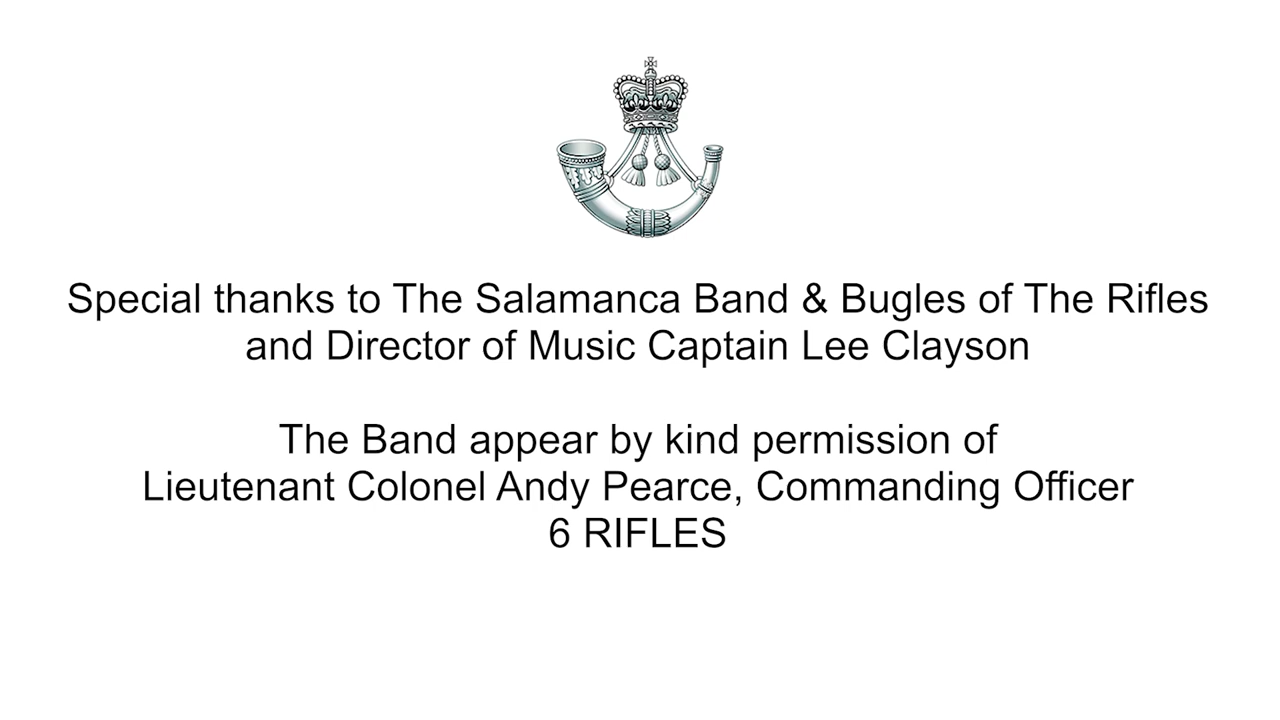 Special thanks to The Salamanca Band & Bugles of The Rifles
and Director of Music Captain Lee Clayson
The Band appear by kind permission of
Lieutenant Colonel Andy Pearce, Commanding Officer
6 RIFLES